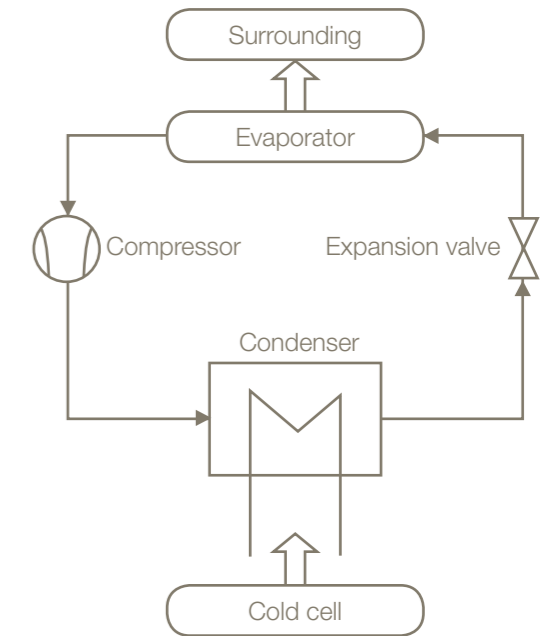 Surrounding
Evaporator
Compressor
Expansion valve
Condenser
Cold cell